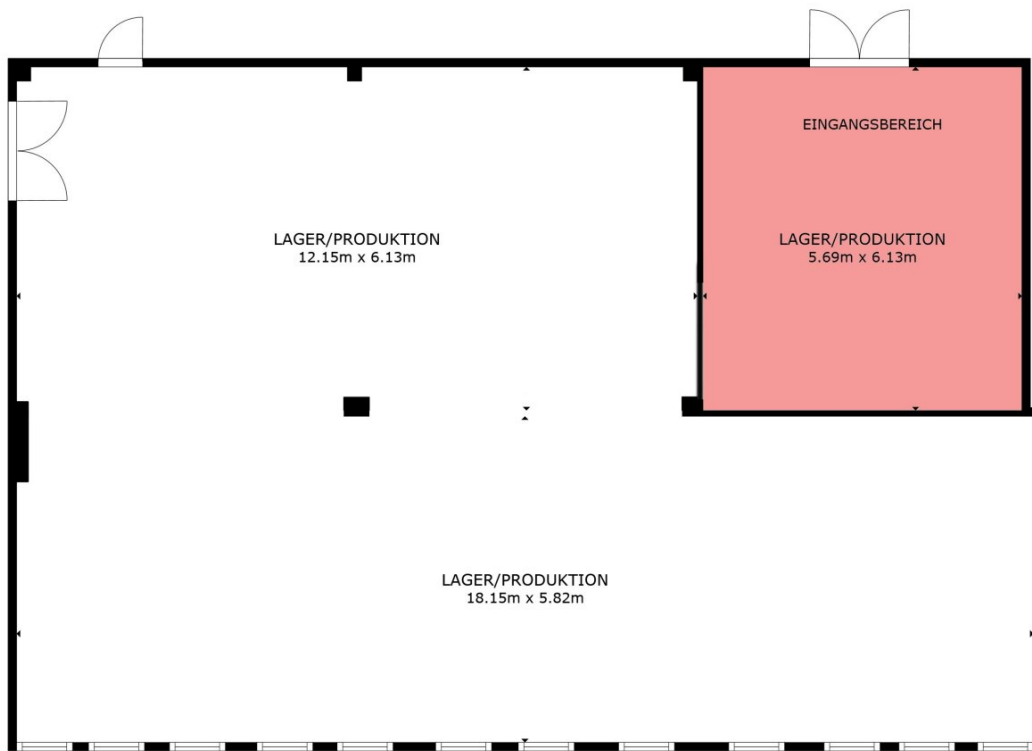 EINGANGSBEREICH
LAGER/PRODUKTION
12.15m x 6.13m
LAGER/PRODUKTION
5.69m x 6.13m
LAGER/PRODUKTION
18.15m x 5.82m